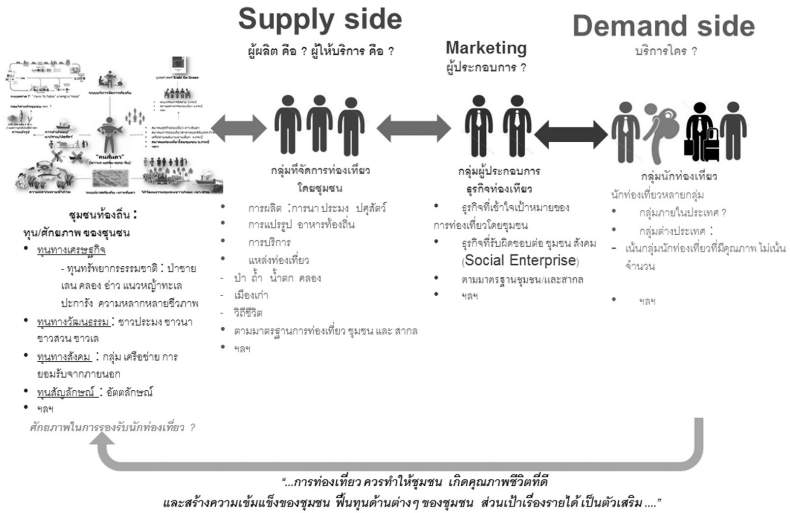 Supply side
ผู้ผลิต คือ ? ผู้ให้บริการ คือ ?
Marketing
ผู้ประกอบการ ?
Demand side
บริการใคร ?
"คนพันดา"
ชุมชนท้องถิ่น :
ทุน/ศักยภาพ ของชุนชน
• ทุนทางเศรษฐกิจ
- ทุนทรัพยากรธรรมชาติ : ป่าชาย
เลน คลอง อ่าว แนวหญ้าทะเล
ปะการัง ความหลากหลายชีวภาพ
• ทุนทางวัฒนธรรม : ชาวประมง ชาวนา
ชาวสวน ชาวเล
• ทุนทางสังคม : กลุ่ม เครือข่าย การ
ยอมรับจากภายนอก
• ทุนสัญลักษณ์ : อัตตลักษณ์
• ฯลฯ
ศักยภาพในการรองรับนักท่องเที่ยว ?
กลุ่มที่จัดการท่องเที่ยว
โดยชุมชน
• การผลิต :การนา ประมง ปศุสัตว์
• การแปรรูป อาหารท้องถิ่น
• การบริการ
• แหล่งท่องเที่ยว
- ป่า ถ้ำ น้ำตก คลอง
- เมืองเก่า
- วิถีชีวิต
• ตามมาตรฐานการท่องเที่ยว ชุมชน และ สากล
• ฯลฯ
กลุ่มผู้ประกอบการ
ธุรกิจท่องเที่ยว
• ธุรกิจที่เข้าใจเป้าหมายของ
การท่องเที่ยวโดยชุมชน
• ธุรกิจที่รับผิดชอบต่อ ชุมชน สังคม
(Social Enterprise)
• ตามมาตรฐานชุมชน/และสากล
• ฯลฯ
กลุ่มนักท่องเที่ยว
นักท่องเที่ยวหลายกลุ่ม
• กลุ่มภายในประเทศ ?
• กลุ่มต่างประเทศ :
- เน้นกลุ่มนักท่องเที่ยวที่มีคุณภาพ ไม่เน้น
จำนวน
• ฯลฯ
"...การท่องเที่ยว ควรทำให้ชุมชน เกิดคุณภาพชีวิตที่ดี
และสร้างความเข้มแข็งของชุมชน ฟื้นทุนด้านต่างๆ ของชุมชน ส่วนเป้าเรื่องรายได้ เป็นตัวเสริม ...."